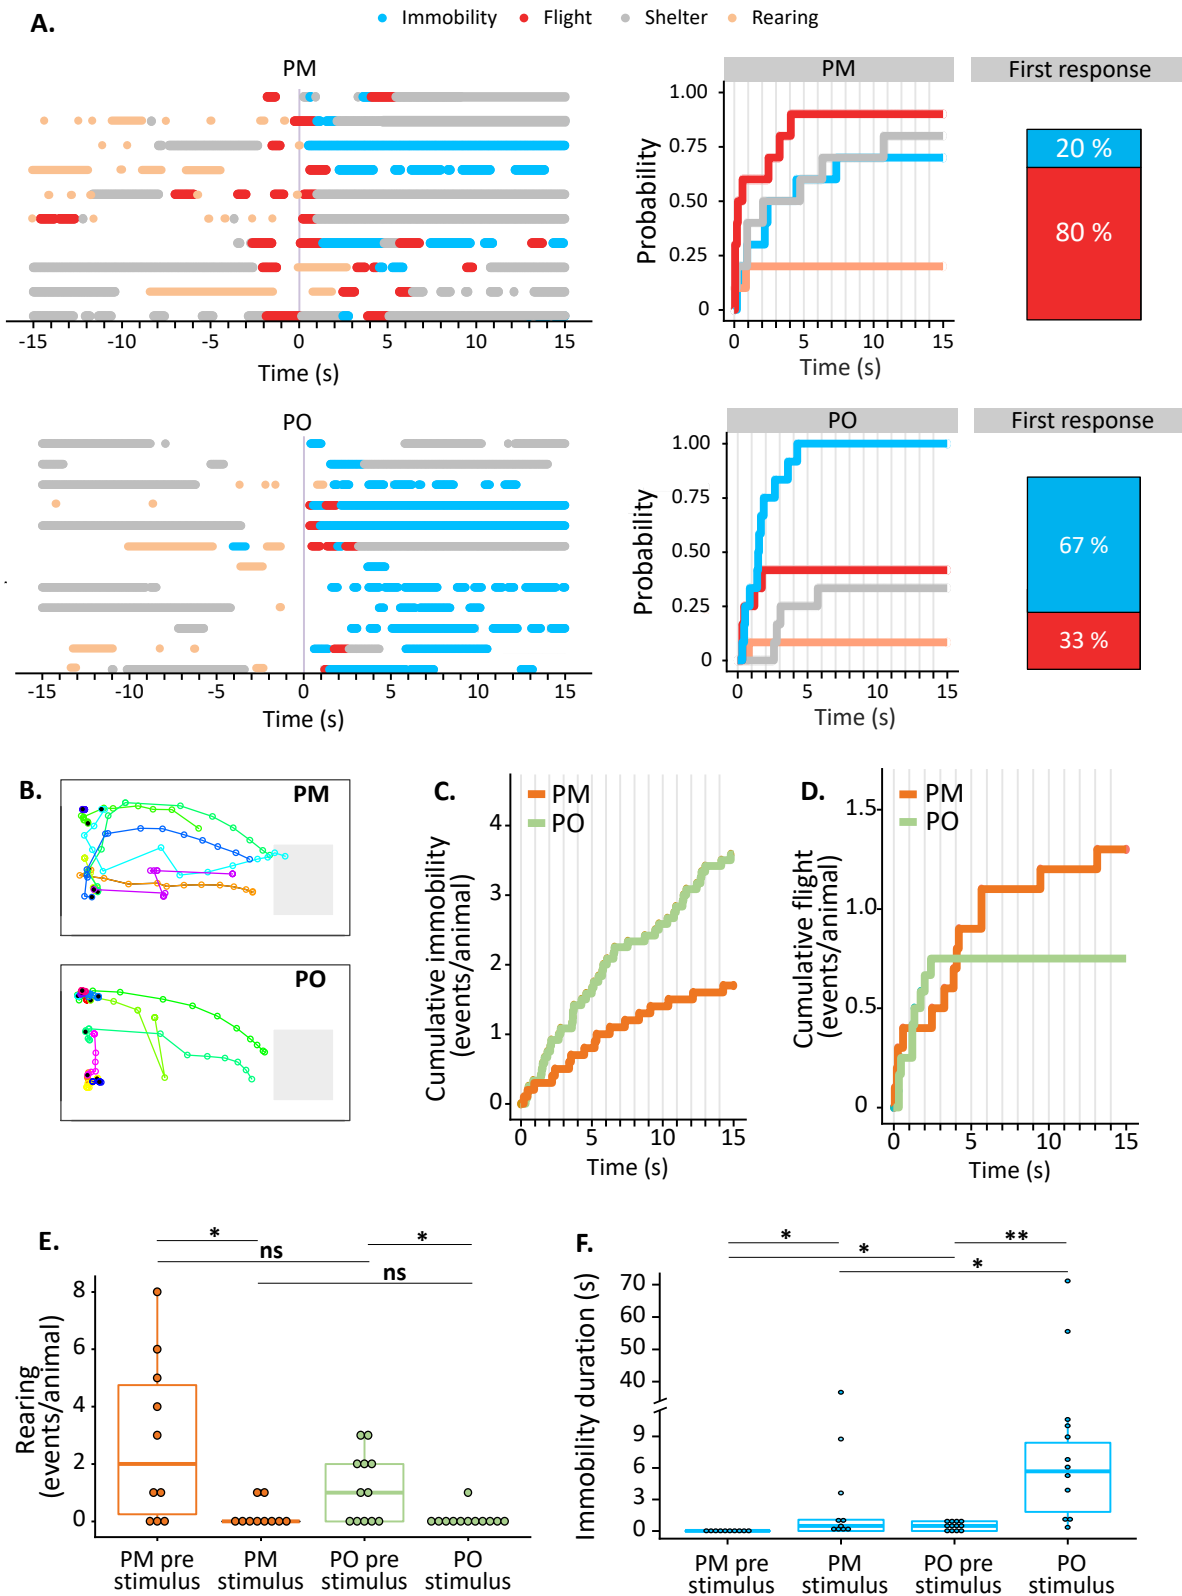 A.
Immobility Flight Shelter Rearing
PM
-15 -10 -5 0 5 10 15
Time (s)
PM
1.00
0.75
0.50
0.25
0
Probability
0 5 10 15
Time (s)
First response
20 %
80 %
PO
-15 -10 -5 0 5 10 15
Time (s)
PO
1.00
0.75
0.50
0.25
0
Probability
0 5 10 15
Time (s)
First response
67 %
33 %
B.
PM
PO
C.
PM
PO
4
3
2
1
0
Cumulative immobility
(events/animal)
0 5 10 15
Time (s)
D.
PM
PO
1.5
1.0
0.5
0
Cumulative flight
(events/animal)
0 5 10 15
Time (s)
E.
* *
ns
ns
8
6
4
2
0
Rearing
(events/animal)
PM pre
stimulus
PM
stimulus
PO pre
stimulus
PO
stimulus
F.
* **
*
*
70
60
50
40
9
6
3
0
Immobility duration (s)
PM pre
stimulus
PM
stimulus
PO pre
stimulus
PO
stimulus